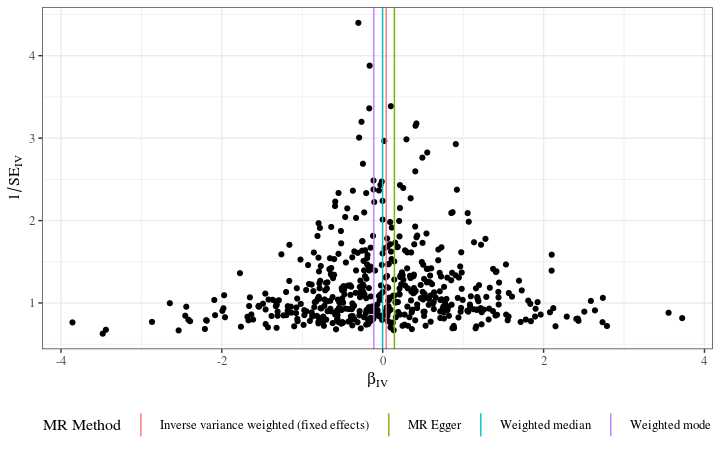 4
3
2
1
1/SE_IV
-4 -2 0 2 4
β_IV
MR Method Inverse variance weighted (fixed effects) MR Egger Weighted median Weighted mode